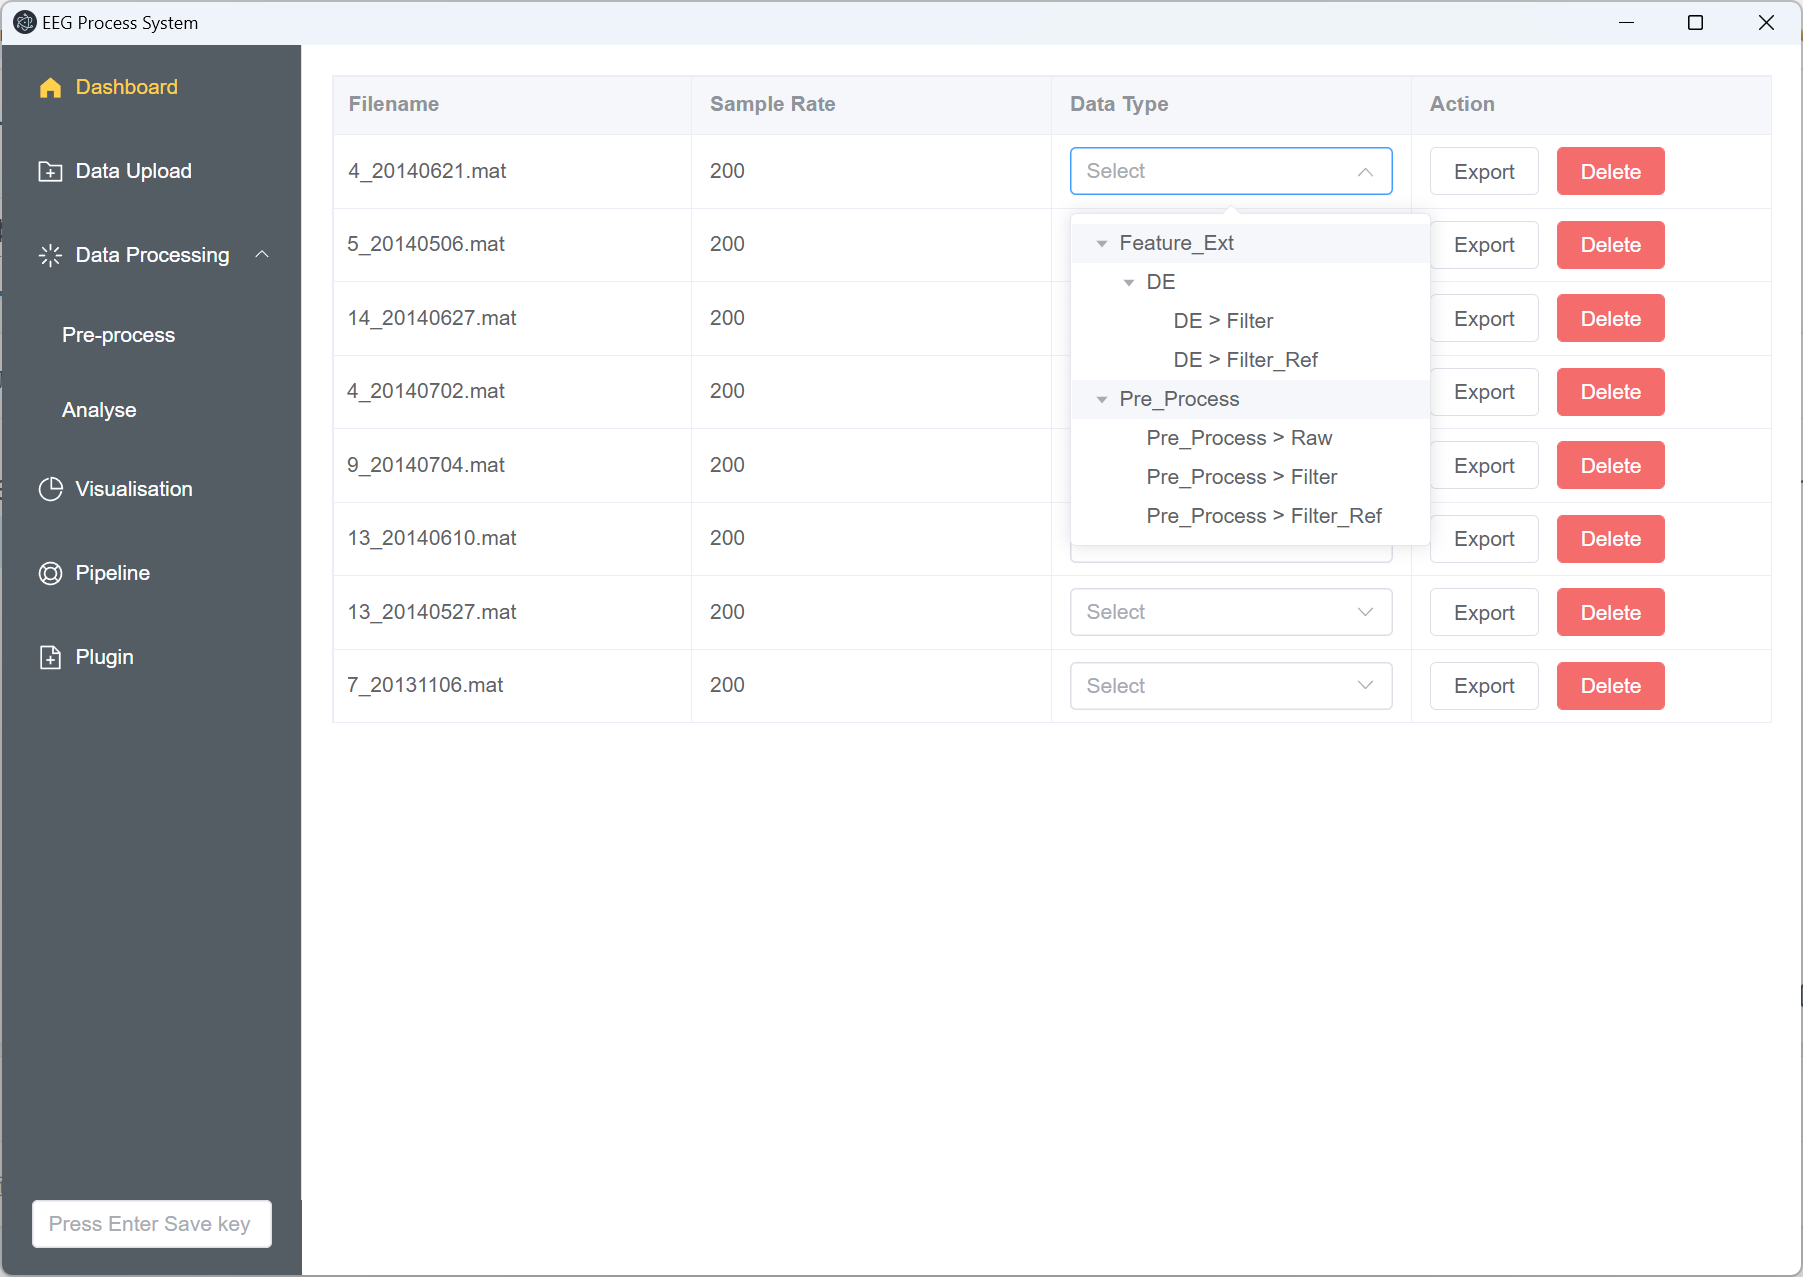 EEG Process System
Dashboard
Data Upload
Data Processing
Pre-process
Analyse
Visualisation
Pipeline
Plugin
Press Enter Save key
Filename Sample Rate Data Type Action
4_20140621.mat 200 Select Export Delete
5_20140506.mat 200 Export Delete
14_20140627.mat 200 Export Delete
4_20140702.mat 200 Export Delete
9_20140704.mat 200 Export Delete
13_20140610.mat 200 Export Delete
13_20140527.mat 200 Select Export Delete
7_20131106.mat 200 Select Export Delete
Feature_Ext
DE
DE > Filter
DE > Filter_Ref
Pre_Process
Pre_Process > Raw
Pre_Process > Filter
Pre_Process > Filter_Ref